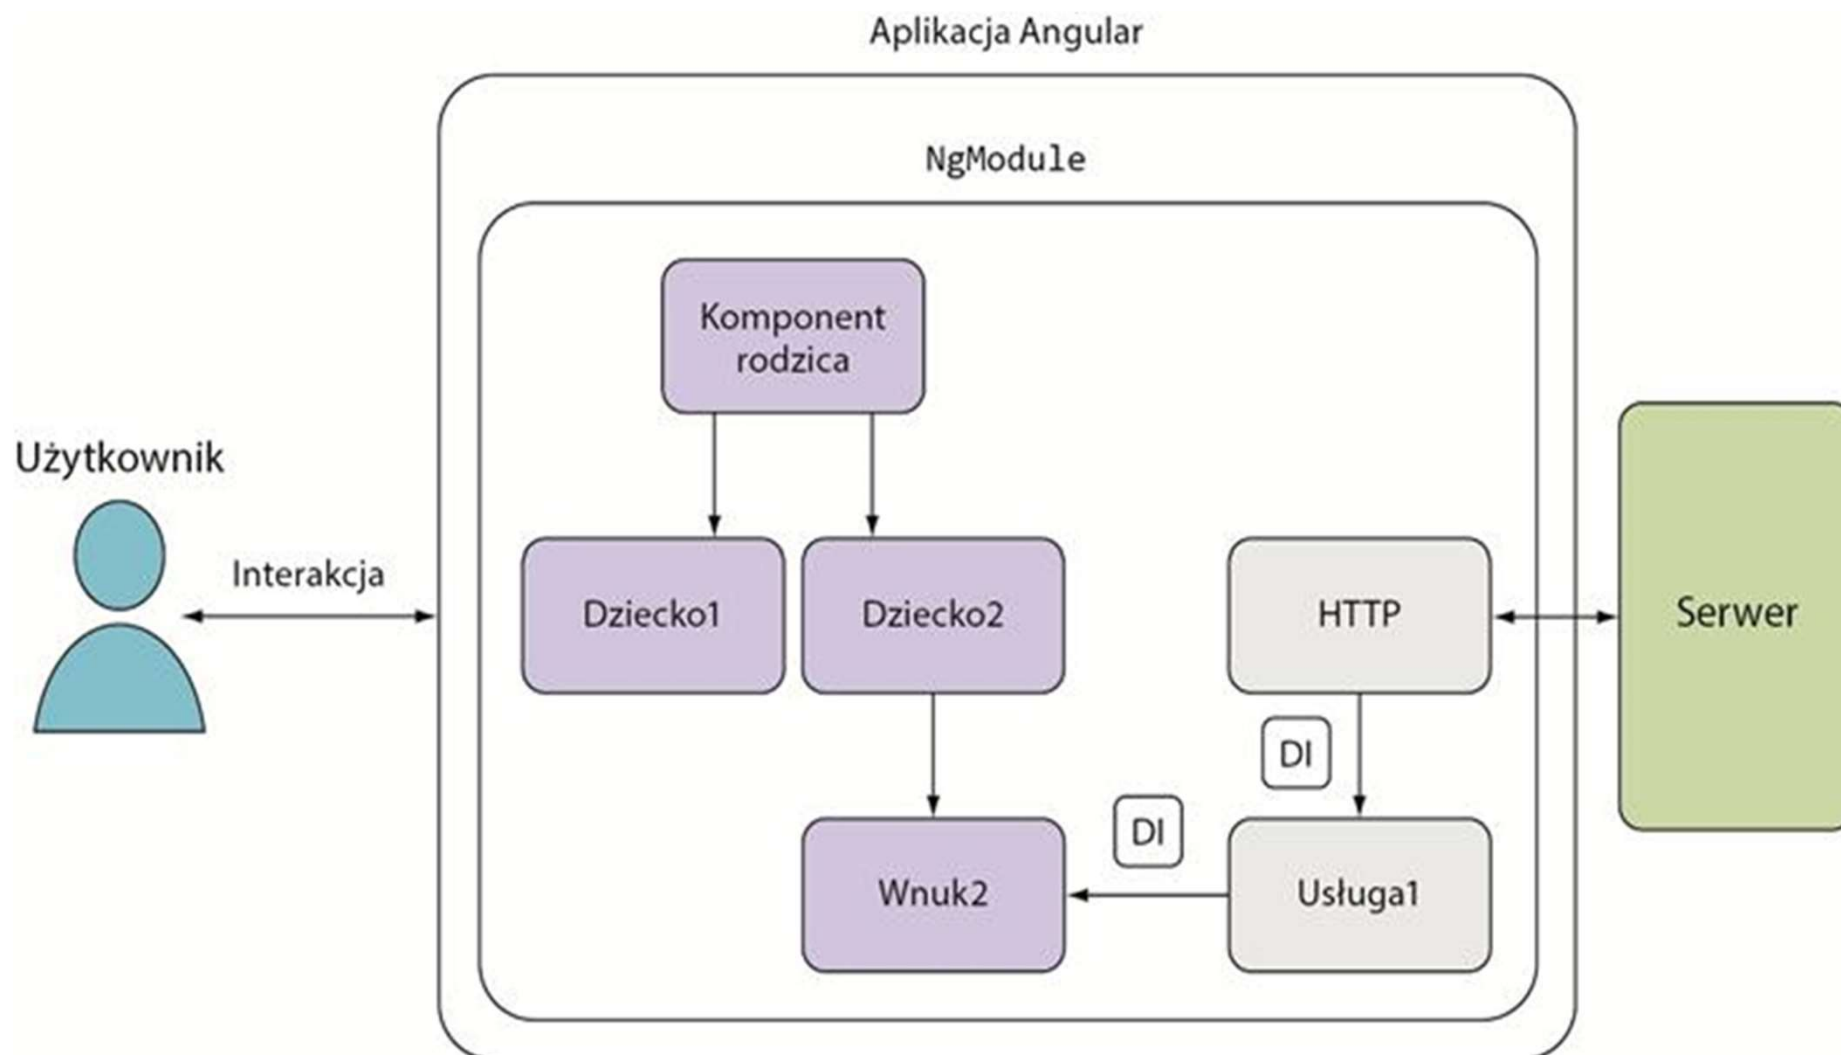 Aplikacja Angular
NgModule
Komponent
rodzica
Użytkownik
Interakcja
Dziecko1
Dziecko2
HTTP
Serwer
DI
DI
Wnuk2
Usługa1